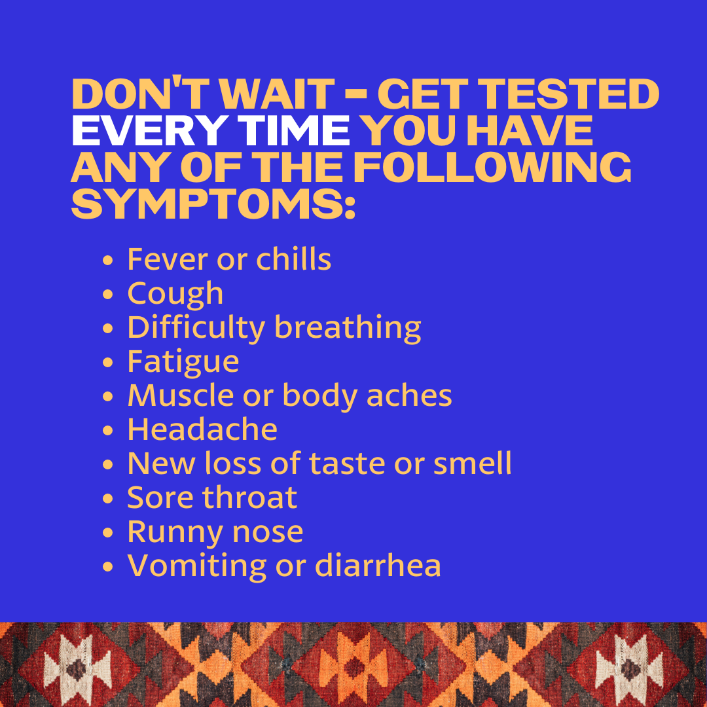 DON'T WAIT – GET TESTED
EVERY TIME YOU HAVE
ANY OF THE FOLLOWING
SYMPTOMS:
• Fever or chills
• Cough
• Difficulty breathing
• Fatigue
• Muscle or body aches
• Headache
• New loss of taste or smell
• Sore throat
• Runny nose
• Vomiting or diarrhea